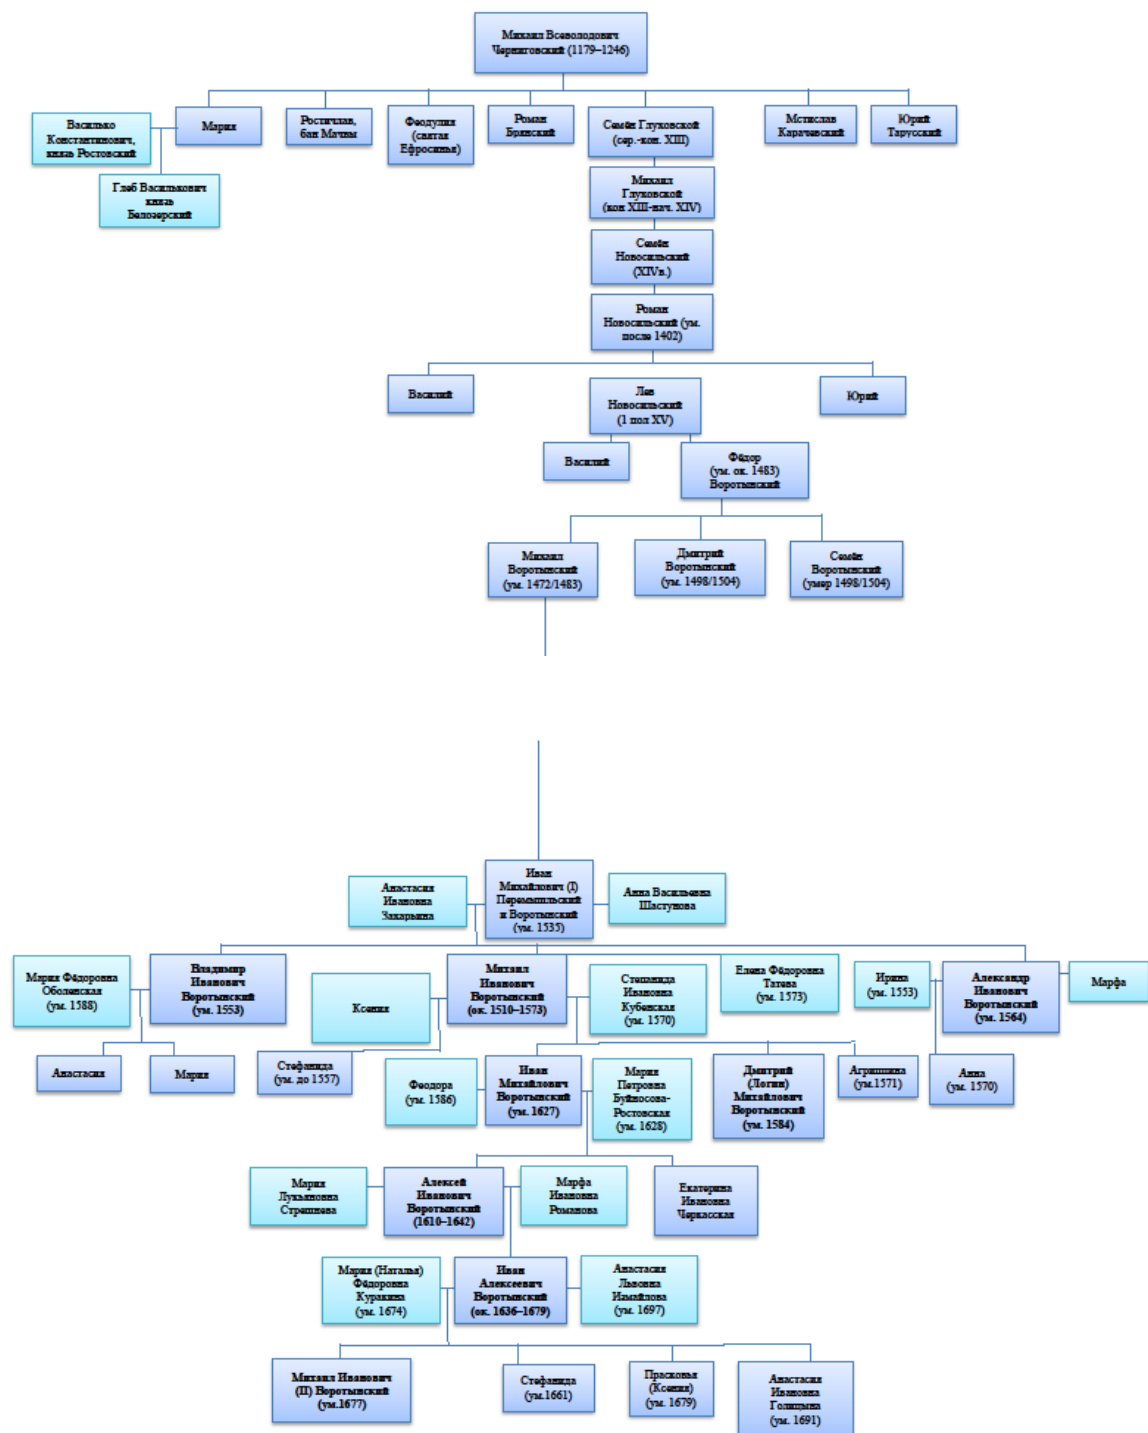 Михаил Всеволодович
Черниговский (1179–1246)
Василько
Константинович,
князь Ростовский
Мария
Ростичлав,
бан Мачвы
Феодулия
(святая
Ефросинья)
Роман
Брянский
Семён Глуховской
(сер.-кон. XIII)
Мстислав
Карачевский
Юрий
Тарусский
Глеб Василькович
князь
Белозерский
Михаил
Глуховской
(кон XIII-нач. XIV)
Семён
Новосильский
(XIVв.)
Роман
Новосильский (ум.
после 1402)
Василий
Лев
Новосильский
(1 пол XV)
Юрий
Василий
Фёдор
(ум. ок. 1483)
Воротынский
Михаил
Воротынский
(ум. 1472/1483)
Дмитрий
Воротынский
(ум. 1498/1504)
Семён
Воротынский
(умер 1498/1504)
Анастасия
Ивановна
Захарьина
Иван
Михайлович (I)
Перемышльский
и Воротынский
(ум. 1535)
Анна Васильевна
Шастунова
Мария Фёдоровна
Оболенская
(ум. 1588)
Владимир
Иванович
Воротынский
(ум. 1553)
Ксения
Михаил
Иванович
Воротынский
(ок. 1510–1573)
Степанида
Ивановна
Кубенская
(ум. 1570)
Елена Фёдоровна
Татева
(ум. 1573)
Ирина
(ум. 1553)
Александр
Иванович
Воротынский
(ум. 1564)
Марфа
Анастасия
Мария
Стефанида
(ум. до 1557)
Феодора
(ум. 1586)
Иван
Михайлович
Воротынский
(ум. 1627)
Мария
Петровна
Буйносова-
Ростовская
(ум. 1628)
Дмитрий
(Логин)
Михайлович
Воротынский
(ум. 1584)
Агриппина
(ум.1571)
Анна
(ум. 1570)
Мария
Лукьяновна
Стрешнева
Алексей
Иванович
Воротынский
(1610–1642)
Марфа
Ивановна
Романова
Екатерина
Ивановна
Черкасская
Мария (Наталья)
Фёдоровна
Куракина
(ум. 1674)
Иван
Алексеевич
Воротынский
(ок. 1636–1679)
Анастасия
Львовна
Измайлова
(ум. 1697)
Михаил Иванович
(II) Воротынский
(ум.1677)
Стефанида
(ум.1661)
Прасковья
(Ксения)
(ум. 1679)
Анастасия
Ивановна
Голицына
(ум. 1691)